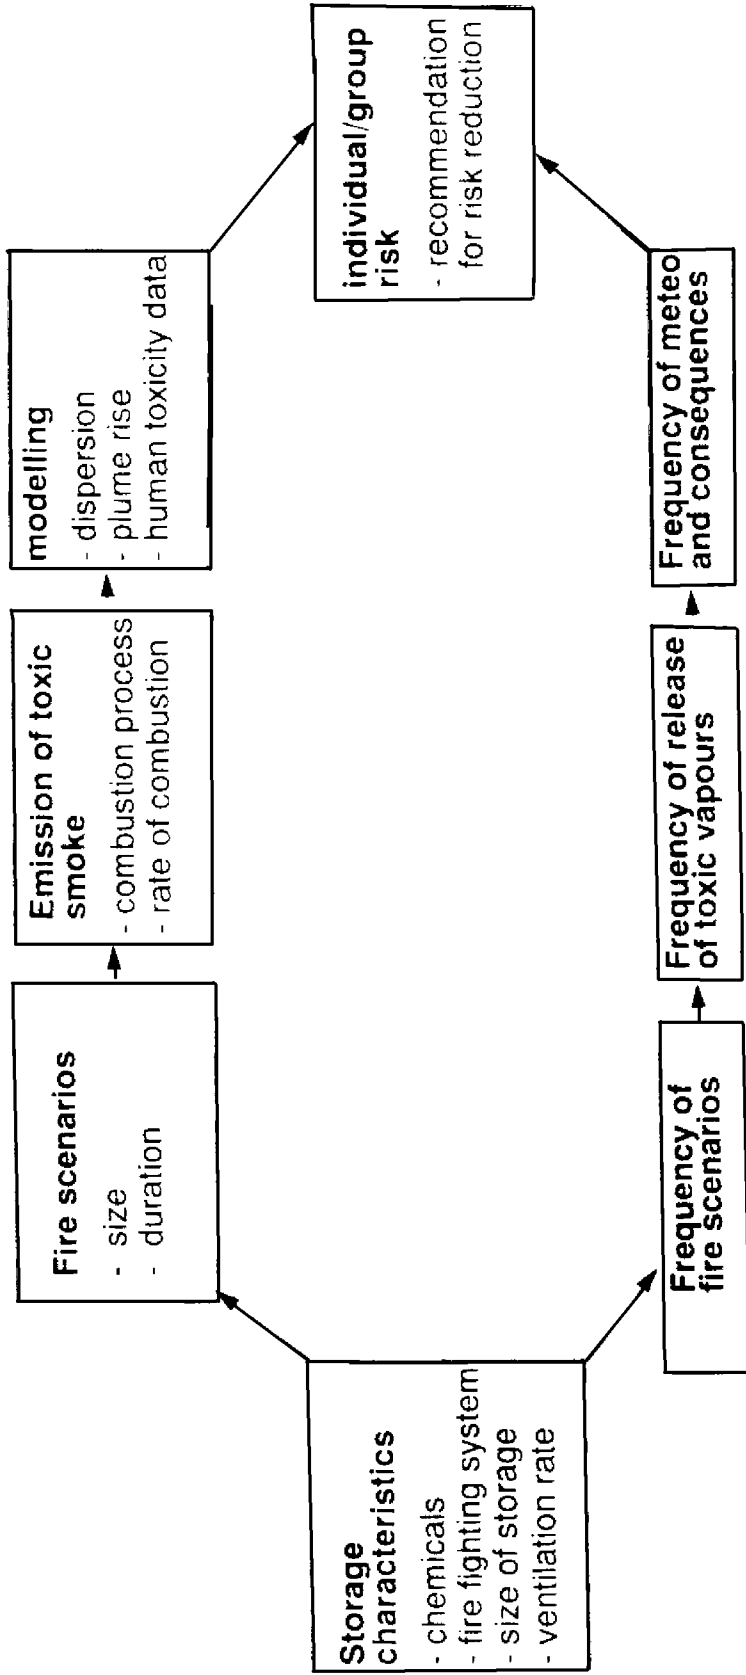 Storage
characteristics
- chemicals
- fire fighting system
- size of storage
- ventilation rate
Fire scenarios
- size
- duration
Emission of toxic
smoke
- combustion process
- rate of combustion
modelling
- dispersion
- plume rise
- human toxicity data
Frequency of
fire scenarios
Frequency of release
of toxic vapours
Frequency of meteo
and consequences
individual/group
risk
- recommendation
for risk reduction